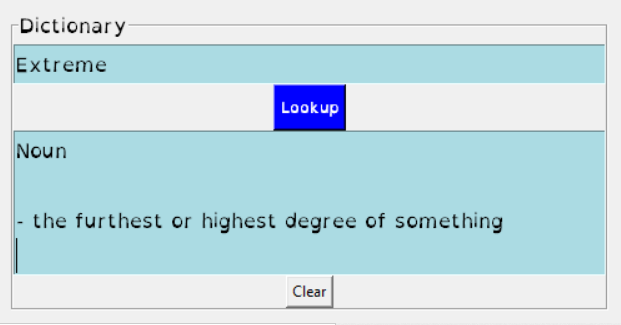 Dictionary
Extreme
Lookup
Noun
- the furthest or highest degree of something
Clear